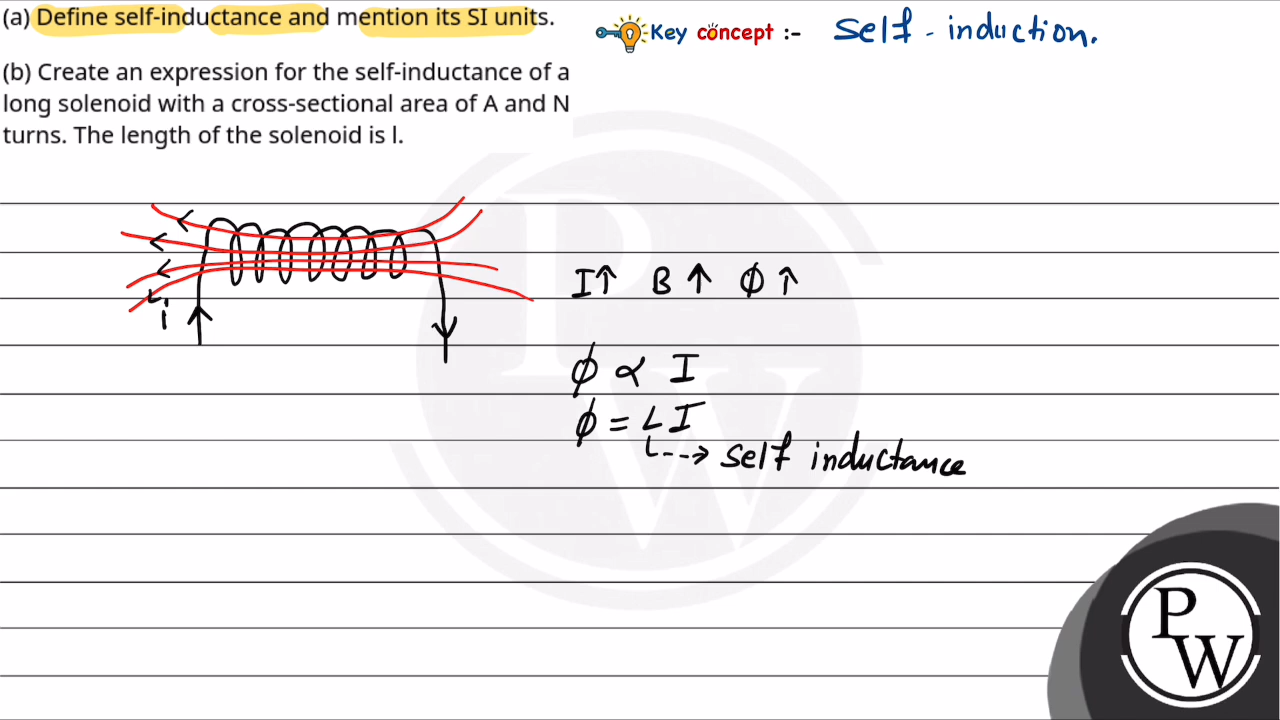 (a) Define self-inductance and mention its SI units.
Key concept :- Self - induction.
(b) Create an expression for the self-inductance of a
long solenoid with a cross-sectional area of A and N
turns. The length of the solenoid is l.
i
I↑ B↑ Φ↑
Φ ∝ I
Φ = LI
self inductance
P
W
P
W